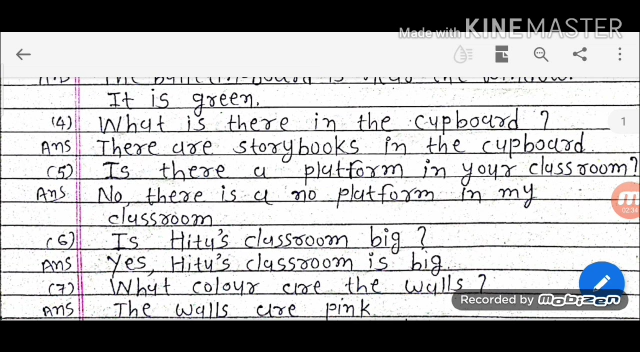 Made with KINEMASTER
It is green.
1
(4) What is there in the cupboard ?
Ans There are storybooks in the cupboard
(5) Is there a platform in your classroom?
Ans No, there is a no platform in my
classroom
(6) Is Hitu's classroom big ?
Ans Yes, Hitu's classroom is big
(7) What colour are the walls ?
Ans The walls are pink
02:34
Recorded by mobizen